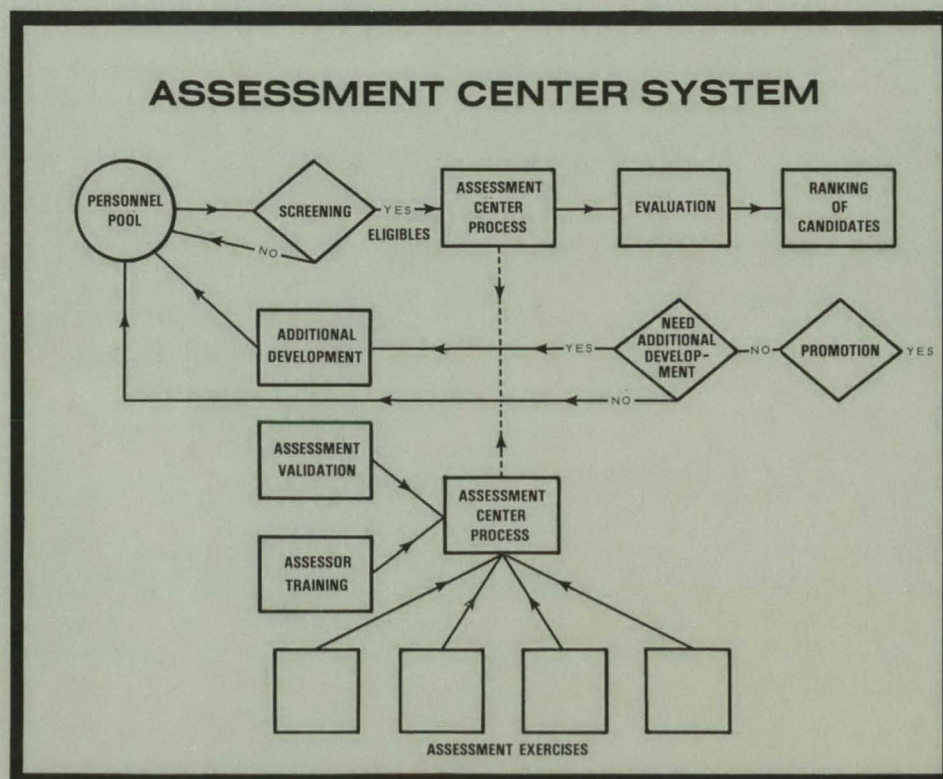 ASSESSMENT CENTER SYSTEM
PERSONNEL
POOL
SCREENING
YES
ELIGIBLES
NO
ASSESSMENT
CENTER
PROCESS
EVALUATION
RANKING
OF
CANDIDATES
ADDITIONAL
DEVELOPMENT
YES
NEED
ADDITIONAL
DEVELOP-
MENT
NO
PROMOTION
YES
NO
ASSESSMENT
VALIDATION
ASSESSOR
TRAINING
ASSESSMENT
CENTER
PROCESS
ASSESSMENT EXERCISES